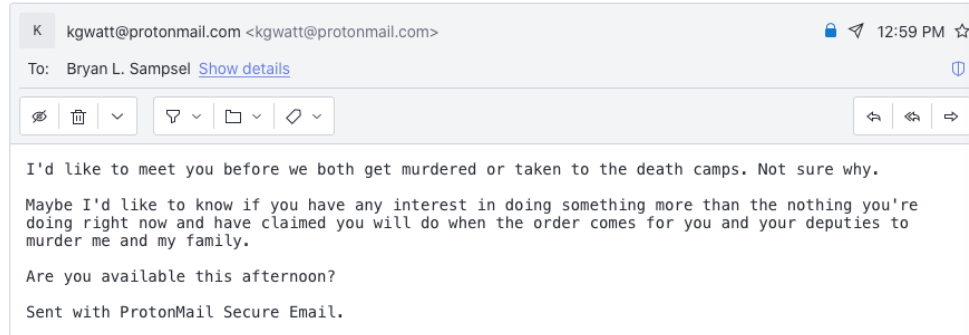 K
kgwatt@protonmail.com <kgwatt@protonmail.com>
12:59 PM
To: Bryan L. Sampsel Show details
I'd like to meet you before we both get murdered or taken to the death camps. Not sure why.
Maybe I'd like to know if you have any interest in doing something more than the nothing you're
doing right now and have claimed you will do when the order comes for you and your deputies to
murder me and my family.
Are you available this afternoon?
Sent with ProtonMail Secure Email.